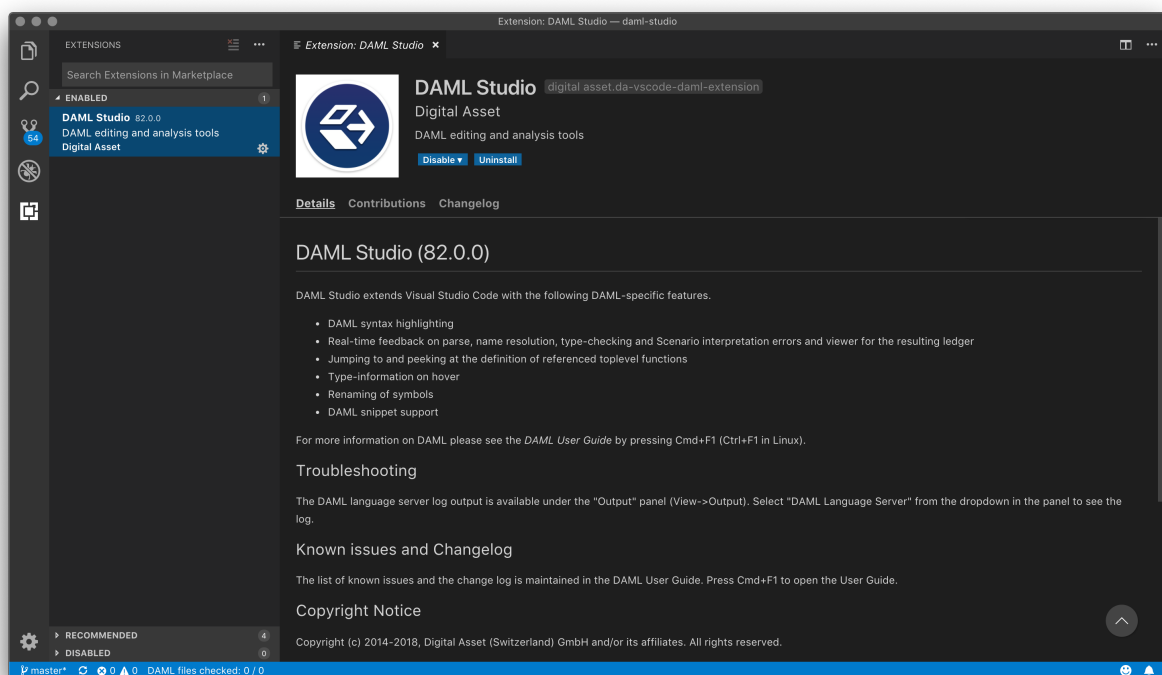 Extension: DAML Studio — daml-studio
EXTENSIONS
Search Extensions in Marketplace
ENABLED 1
DAML Studio 82.0.0
DAML editing and analysis tools
Digital Asset
54
RECOMMENDED 4
DISABLED 0
Extension: DAML Studio ×
DAML Studio digital asset.da-vscode-daml-extension
Digital Asset
DAML editing and analysis tools
Disable▾ Uninstall
Details Contributions Changelog
DAML Studio (82.0.0)
DAML Studio extends Visual Studio Code with the following DAML-specific features.
• DAML syntax highlighting
• Real-time feedback on parse, name resolution, type-checking and Scenario interpretation errors and viewer for the resulting ledger
• Jumping to and peeking at the definition of referenced toplevel functions
• Type-information on hover
• Renaming of symbols
• DAML snippet support
For more information on DAML please see the DAML User Guide by pressing Cmd+F1 (Ctrl+F1 in Linux).
Troubleshooting
The DAML language server log output is available under the "Output" panel (View->Output). Select "DAML Language Server" from the dropdown in the panel to see the
log.
Known issues and Changelog
The list of known issues and the change log is maintained in the DAML User Guide. Press Cmd+F1 to open the User Guide.
Copyright Notice
Copyright (c) 2014-2018, Digital Asset (Switzerland) GmbH and/or its affiliates. All rights reserved.
master* 0 0 DAML files checked: 0 / 0